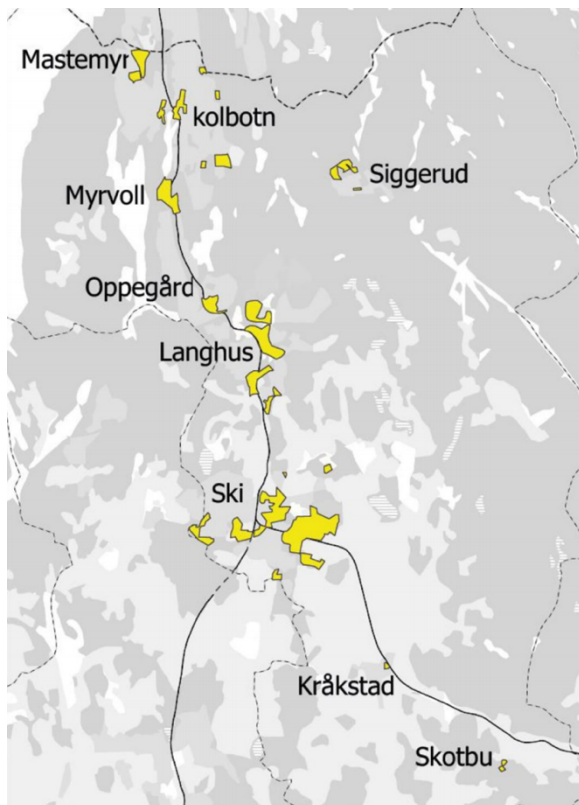 Mastemyr
kolbotn
Siggerud
Myrvoll
Oppegård
Langhus
Ski
Kråkstad
Skotbu